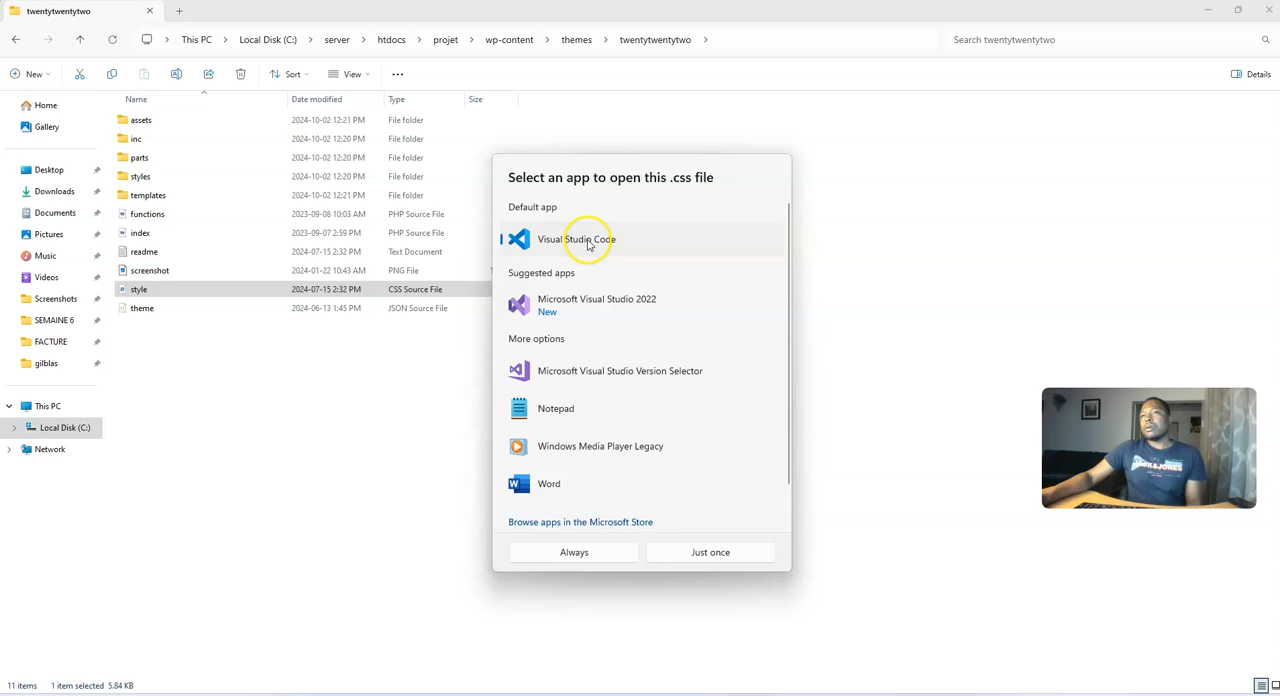 twentytwentytwo
This PC > Local Disk (C:) > server > htdocs > projet > wp-content > themes > twentytwentytwo >
Search twentytwentytwo
New
Sort
View
Details
Name Date modified Type Size
assets 2024-10-02 12:21 PM File folder
inc 2024-10-02 12:20 PM File folder
parts 2024-10-02 12:20 PM File folder
styles 2024-10-02 12:20 PM File folder
templates 2024-10-02 12:21 PM File folder
functions 2023-09-08 10:03 AM PHP Source File
index 2023-09-07 2:59 PM PHP Source File
readme 2024-07-15 2:32 PM Text Document
screenshot 2024-01-22 10:43 AM PNG File
style 2024-07-15 2:32 PM CSS Source File
theme 2024-06-13 1:45 PM JSON Source File
Home
Gallery
Desktop
Downloads
Documents
Pictures
Music
Videos
Screenshots
SEMAINE 6
FACTURE
gilblas
This PC
Local Disk (C:)
Network
Select an app to open this .css file
Default app
Visual Studio Code
Suggested apps
Microsoft Visual Studio 2022
New
More options
Microsoft Visual Studio Version Selector
Notepad
Windows Media Player Legacy
Word
Browse apps in the Microsoft Store
Always
Just once
11 items 1 item selected 5.84 KB